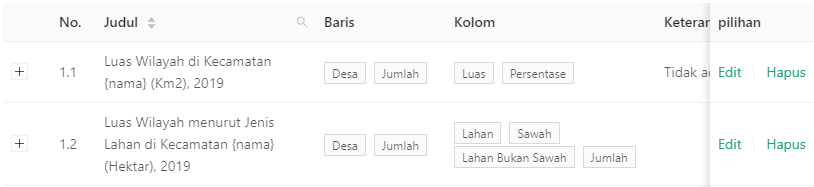 No. Judul Baris Kolom Keterar pilihan
1.1 Luas Wilayah di Kecamatan {nama} (Km2), 2019 Desa Jumlah Luas Persentase Tidak Edit Hapus
1.2 Luas Wilayah menurut Jenis Lahan di Kecamatan {nama} (Hektar), 2019 Desa Jumlah Lahan Sawah Lahan Bukan Sawah Jumlah Edit Hapus